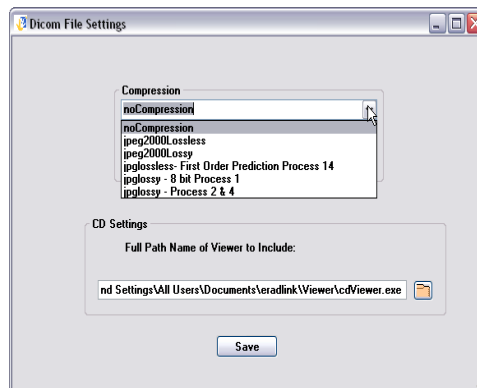 Dicom File Settings
Compression
noCompression
noCompression
jpeg2000Lossless
jpeg2000Lossy
jpglossless- First Order Prediction Process 14
jpglossy - 8 bit Process 1
jpglossy - Process 2 & 4
CD Settings
Full Path Name of Viewer to Include:
nd Settings\All Users\Documents\eradlink\Viewer\cdViewer.exe
Save